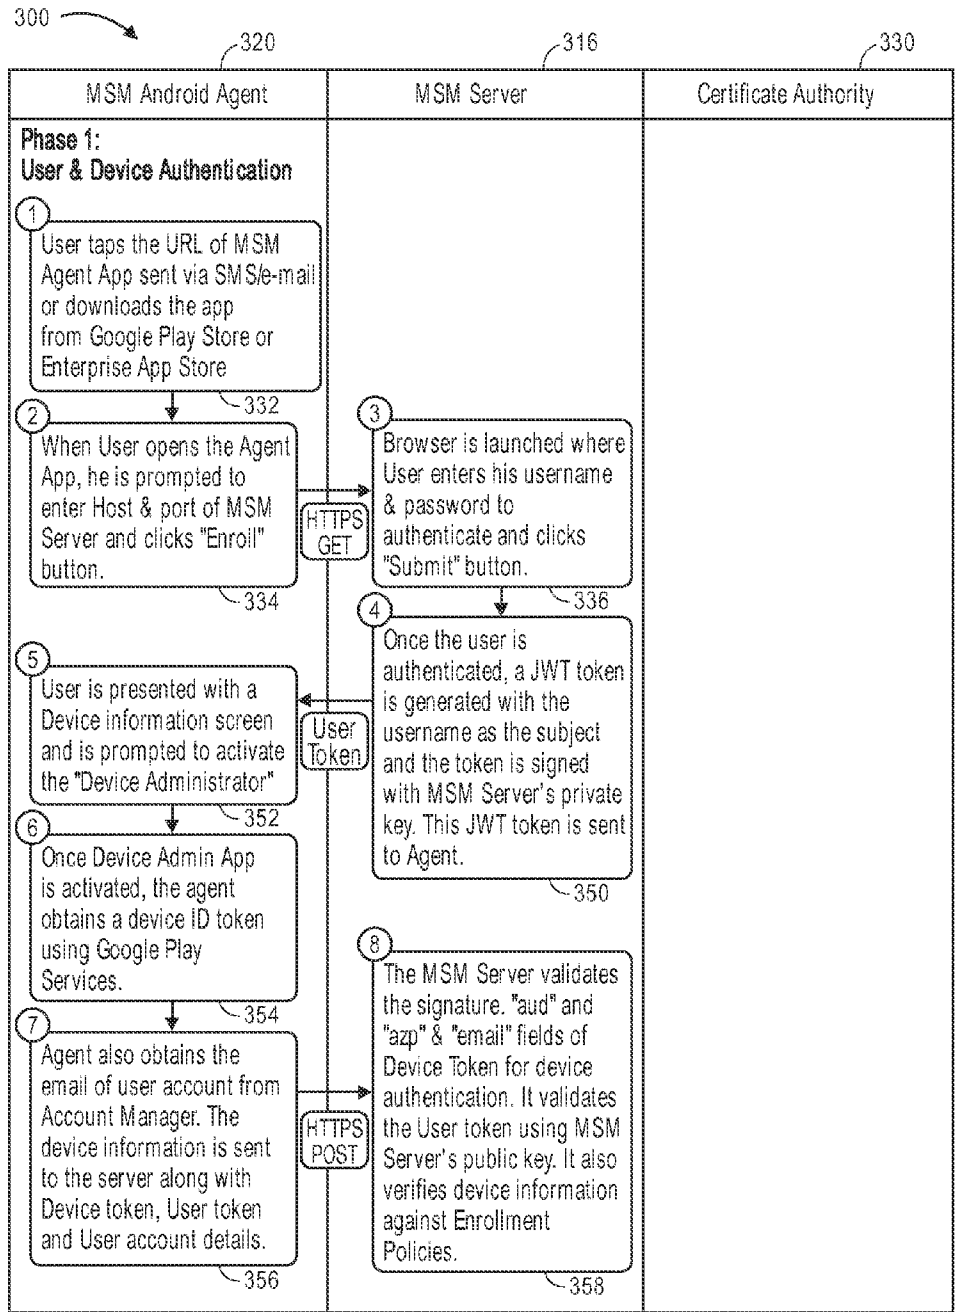 300
320
316
330
MSM Android Agent
MSM Server
Certificate Authority
Phase 1:
User & Device Authentication
1
User taps the URL of MSM
Agent App sent via SMS/e-mail
or downloads the app
from Google Play Store or
Enterprise App Store
332
2
When User opens the Agent
App, he is prompted to
enter Host & port of MSM
Server and clicks "Enroll"
button.
334
HTTPS
GET
3
Browser is launched where
User enters his username
& password to
authenticate and clicks
"Submit" button.
336
4
Once the user is
authenticated, a JWT token
is generated with the
username as the subject
and the token is signed
with MSM Server's private
key. This JWT token is sent
to Agent.
350
User
Token
5
User is presented with a
Device information screen
and is prompted to activate
the "Device Administrator"
352
6
Once Device Admin App
is activated, the agent
obtains a device ID token
using Google Play
Services.
354
7
Agent also obtains the
email of user account from
Account Manager. The
device information is sent
to the server along with
Device token, User token
and User account details.
356
HTTPS
POST
8
The MSM Server validates
the signature. "aud" and
"azp" & "email" fields of
Device Token for device
authentication. It validates
the User token using MSM
Server's public key. It also
verifies device information
against Enrollment
Policies.
358